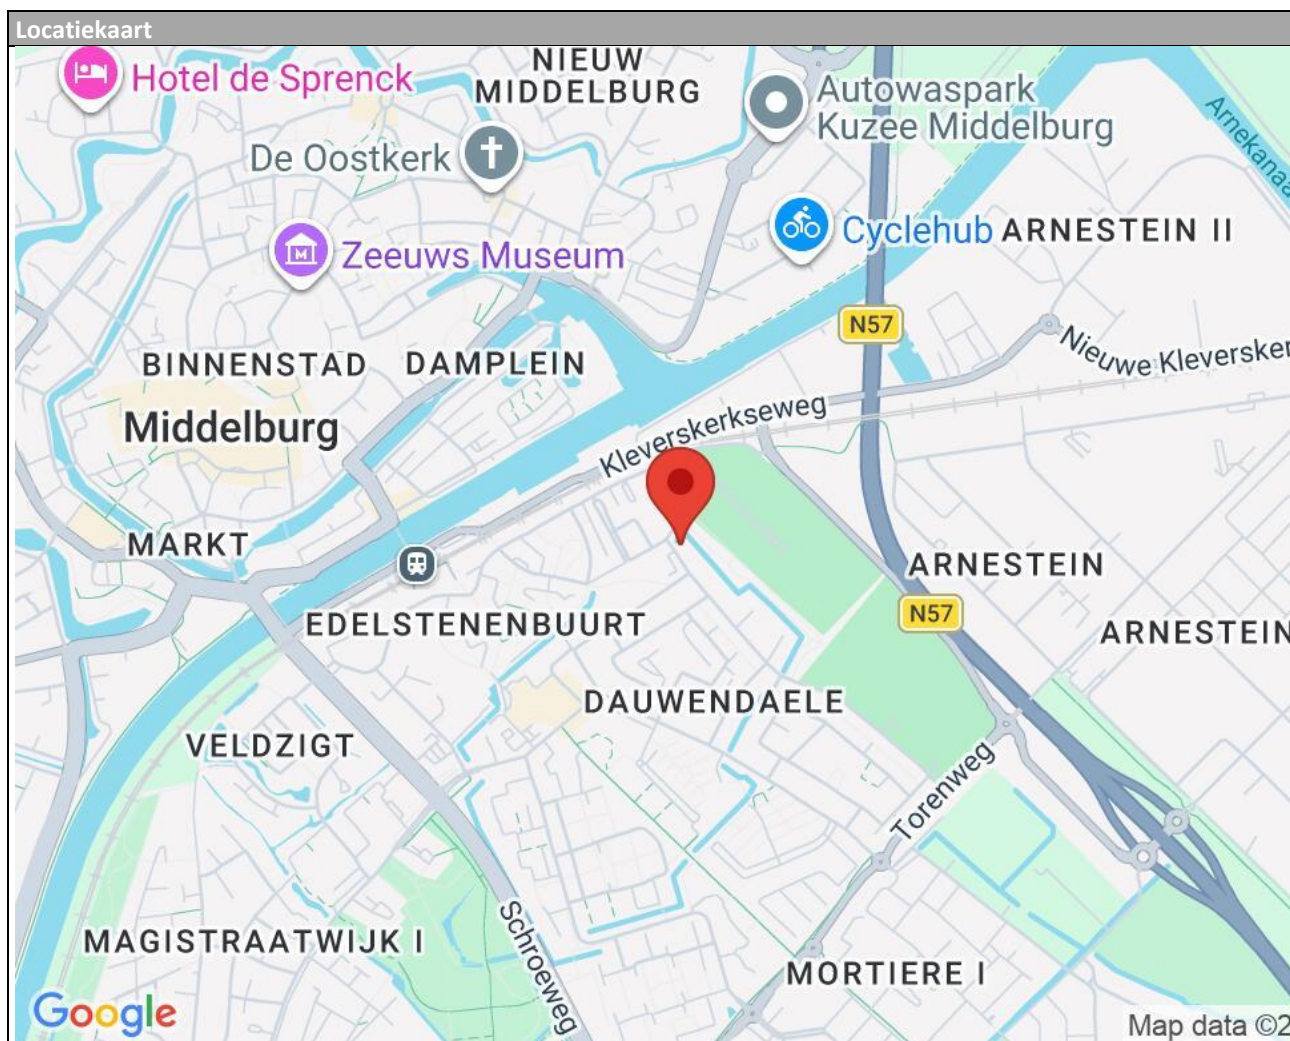 Locatiekaart
Hotel de Sprenck
NIEUW
MIDDELBURG
Autowaspark
Kuzee Middelburg
Arnekanaa
De Oostkerk
Cyclehub
ARNESTEIN II
Zeeuws Museum
N57
Nieuwe Kleversker
BINNENSTAD
DAMPLEIN
Middelburg
Kleverskerkseweg
MARKT
ARNESTEIN
N57
EDELSTENENBUURT
ARNESTEIN
DAUWENDAELE
VELDZIGT
Torenweg
MAGISTRAATWIJK I
Schroeweg
MORTIERE I
Google
Map data ©2